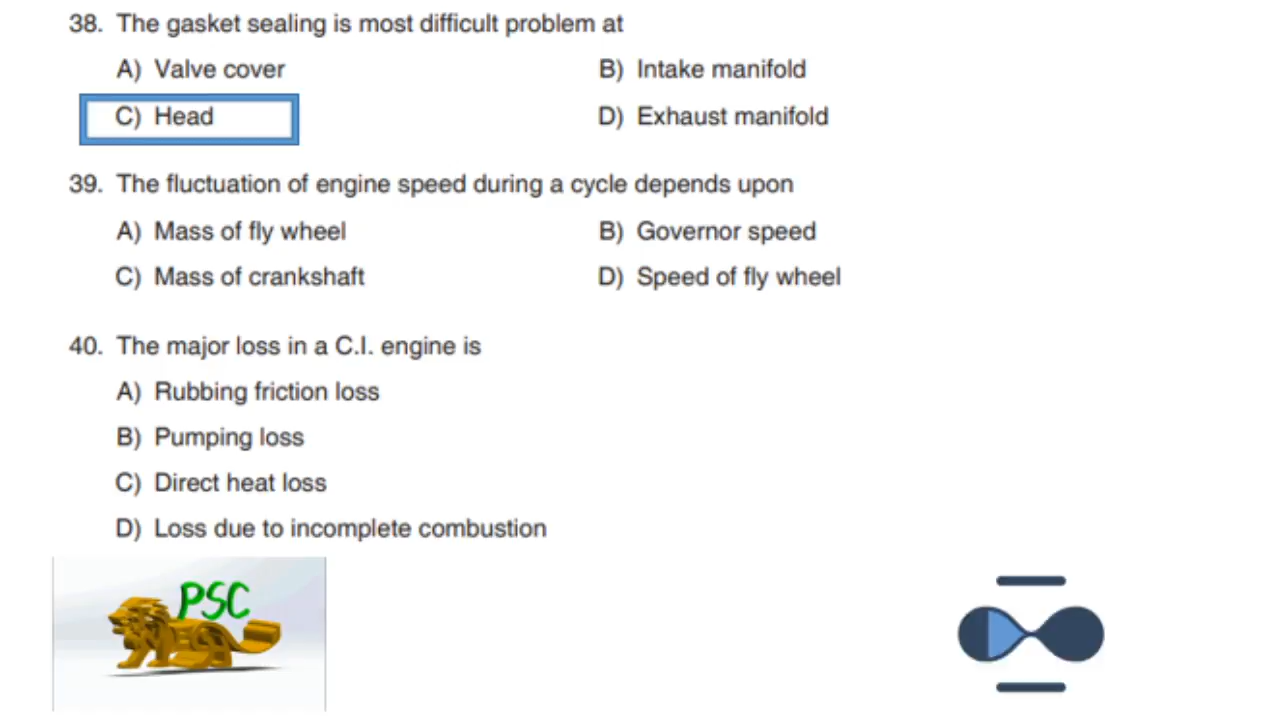 38. The gasket sealing is most difficult problem at
A) Valve cover B) Intake manifold
C) Head D) Exhaust manifold
39. The fluctuation of engine speed during a cycle depends upon
A) Mass of fly wheel B) Governor speed
C) Mass of crankshaft D) Speed of fly wheel
40. The major loss in a C.I. engine is
A) Rubbing friction loss
B) Pumping loss
C) Direct heat loss
D) Loss due to incomplete combustion
PSC